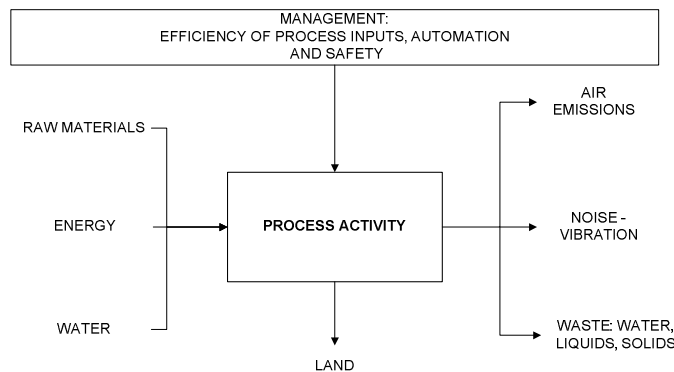 MANAGEMENT:
EFFICIENCY OF PROCESS INPUTS, AUTOMATION
AND SAFETY
AIR
EMISSIONS
RAW MATERIALS
ENERGY
PROCESS ACTIVITY
NOISE -
VIBRATION
WATER
WASTE: WATER,
LIQUIDS, SOLIDS
LAND